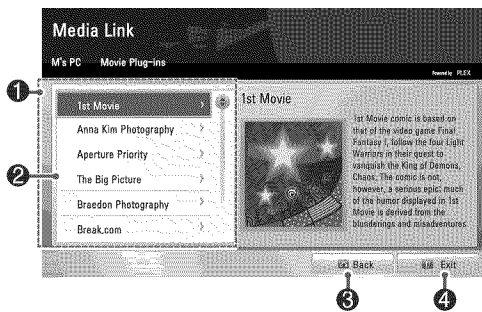 Media Link
M's PC Movie Plug-ins
Powered by PLEX
1
1st Movie
Anna Kim Photography
2
Aperture Priority
The Big Picture
Braedon Photography
Break.com
1st Movie
1st Movie comic is based on
that of the video game Final
Fantasy 1, follow the four Light
Warriors in their quest to
vanquish the King of Demons,
Chaos. The comic is not,
however, a serious epic; much
of the humor displayed in 1st
Movie is derived from the
blunderings and misadventures
Back
Exit
3
4